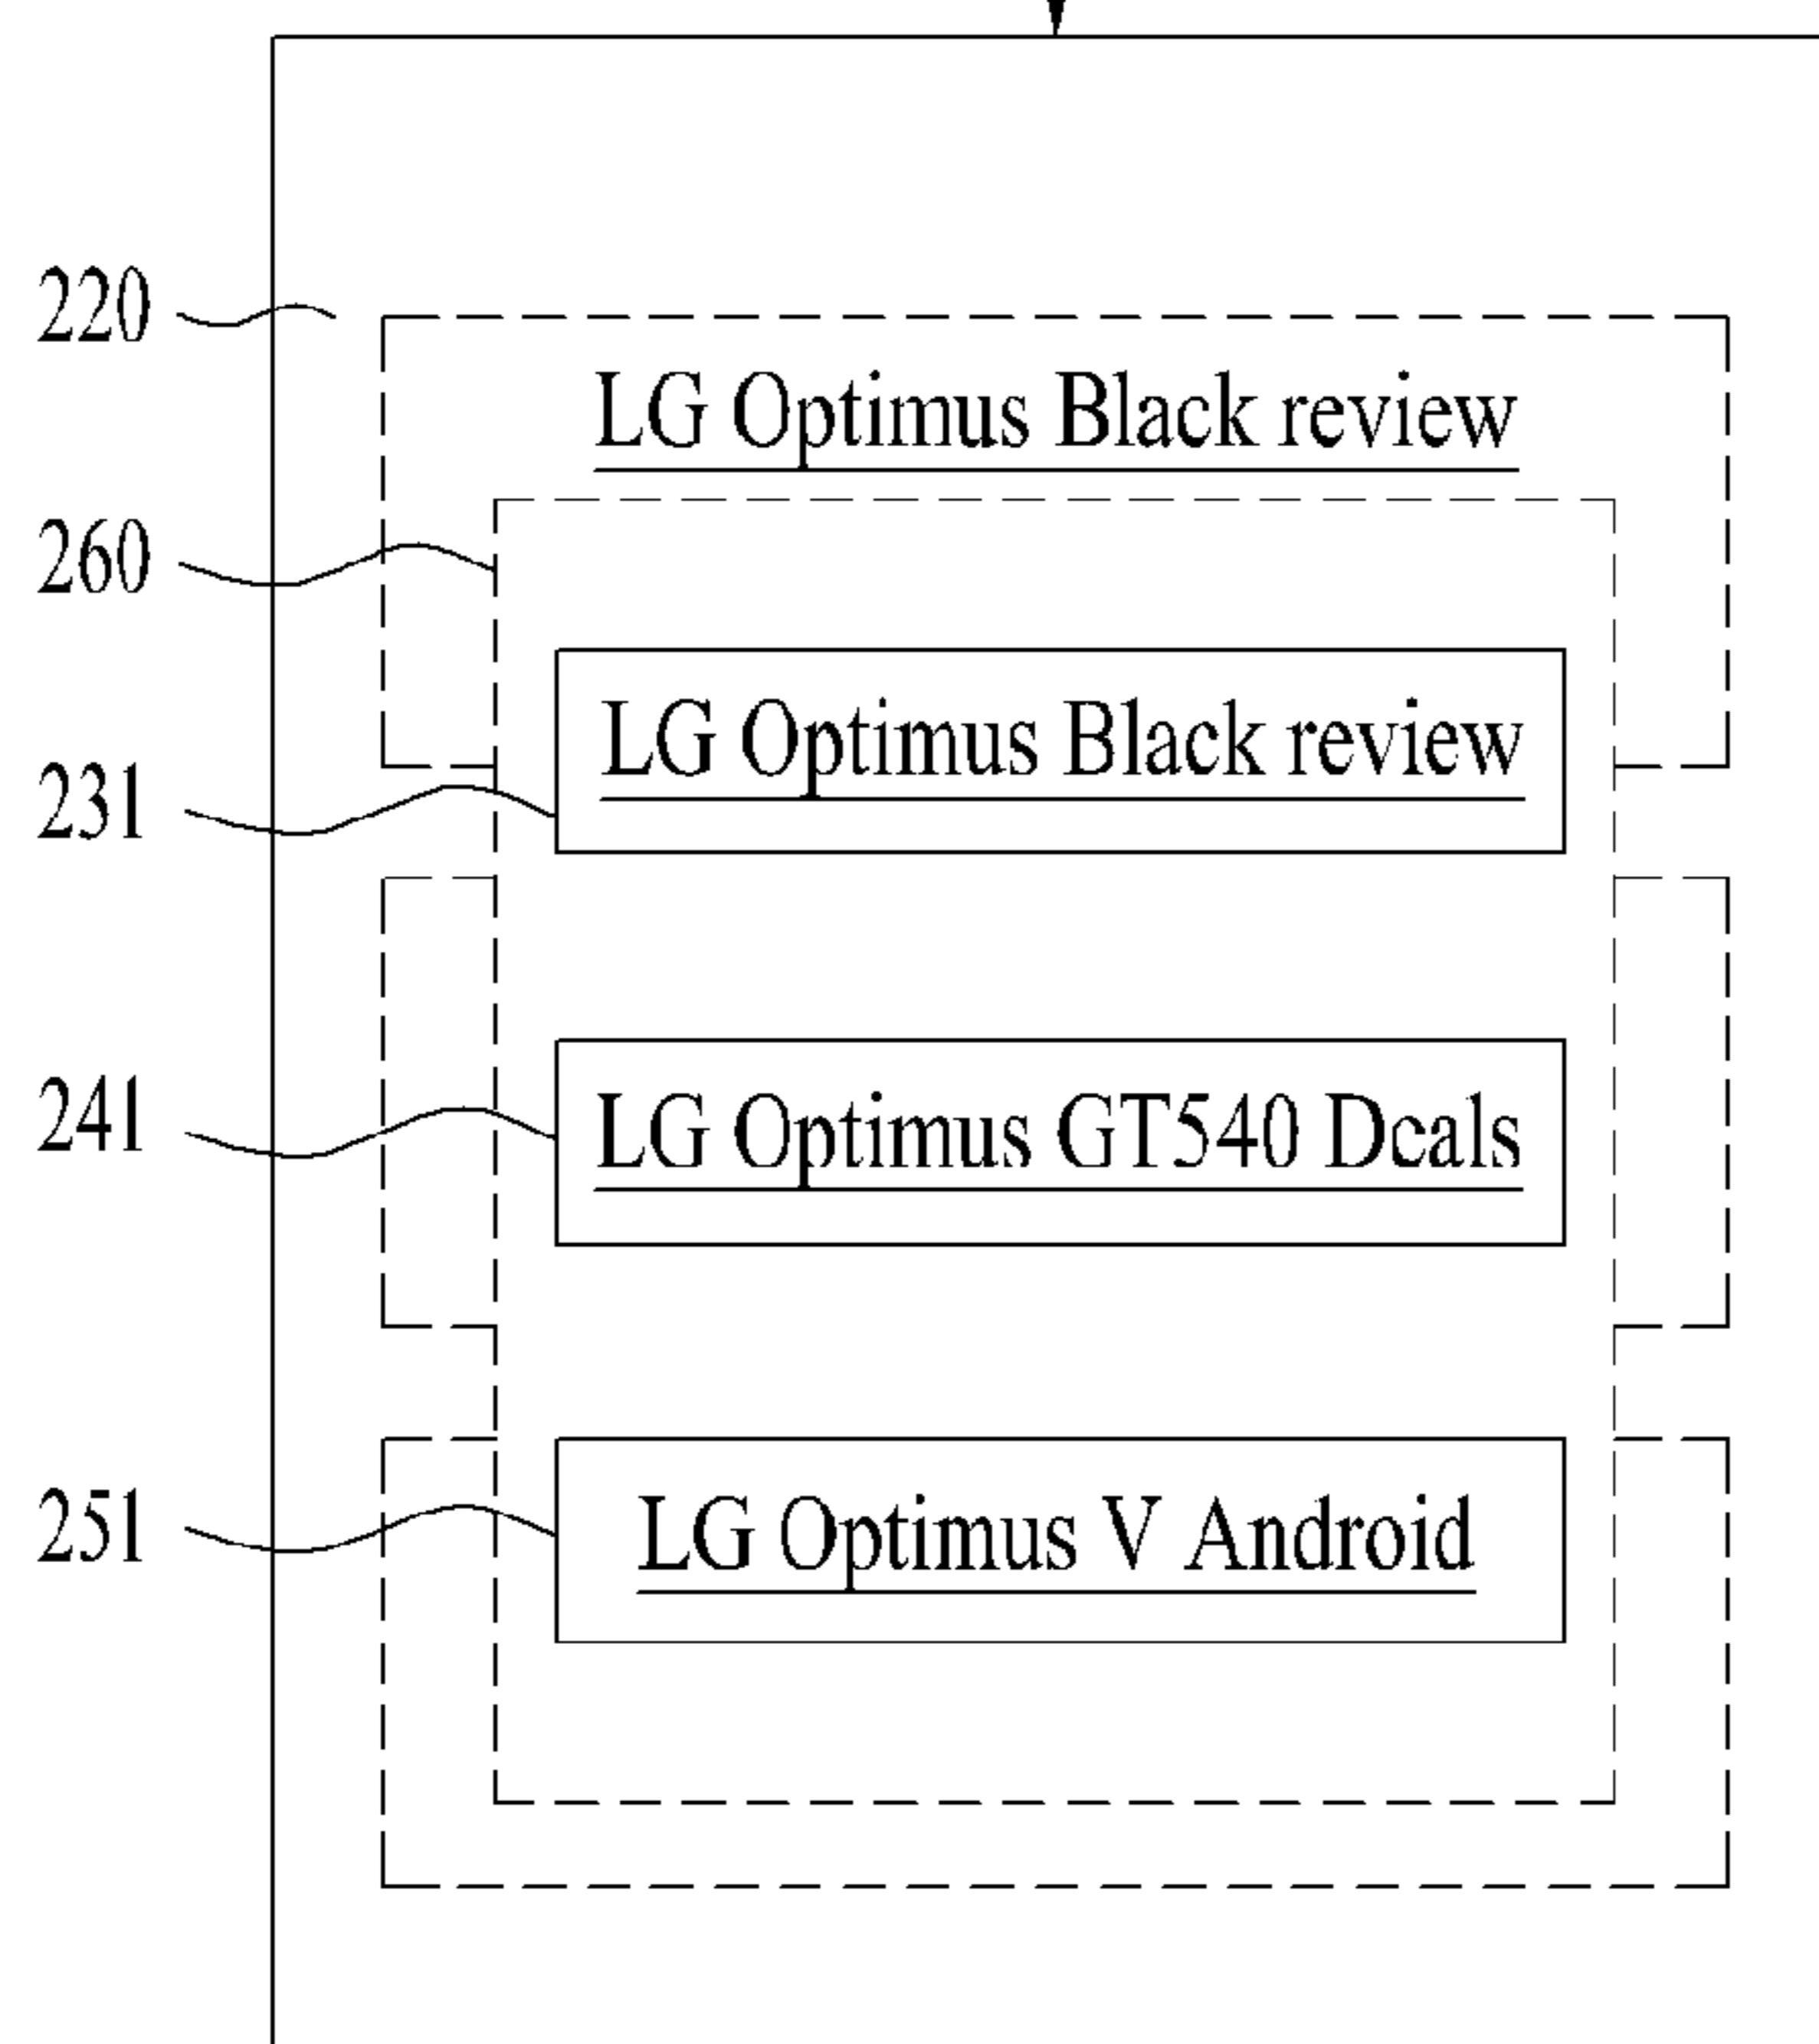 220
LG Optimus Black review
260
231
LG Optimus Black review
241
LG Optimus GT540 Dcals
251
LG Optimus V Android